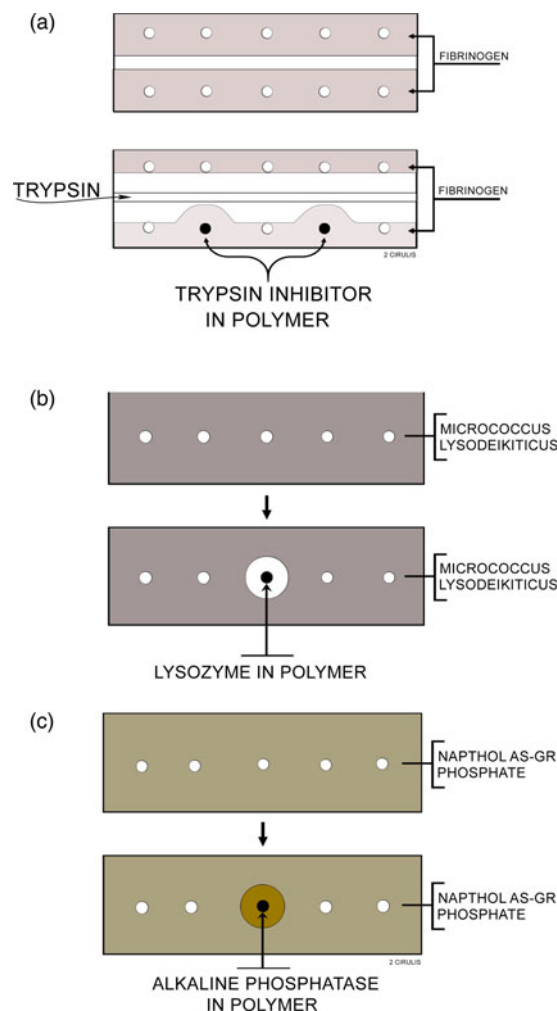 (a)
FIBRINOGEN
TRYPSIN
FIBRINOGEN
2 CIRULIS
TRYPSIN INHIBITOR
IN POLYMER
(b)
MICROCOCCUS
LYSODEIKITICUS
MICROCOCCUS
LYSODEIKITICUS
LYSOZYME IN POLYMER
(c)
NAPTHOL AS-GR
PHOSPHATE
NAPTHOL AS-GR
PHOSPHATE
2 CIRULIS
ALKALINE PHOSPHATASE
IN POLYMER